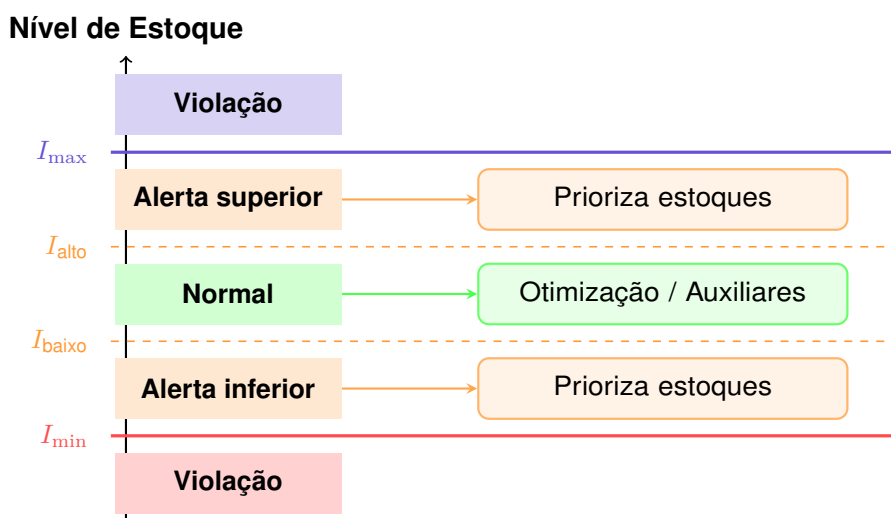 Nível de Estoque
Violação
I_max
Alerta superior
Prioriza estoques
I_alto
Normal
Otimização / Auxiliares
I_baixo
Alerta inferior
Prioriza estoques
I_min
Violação